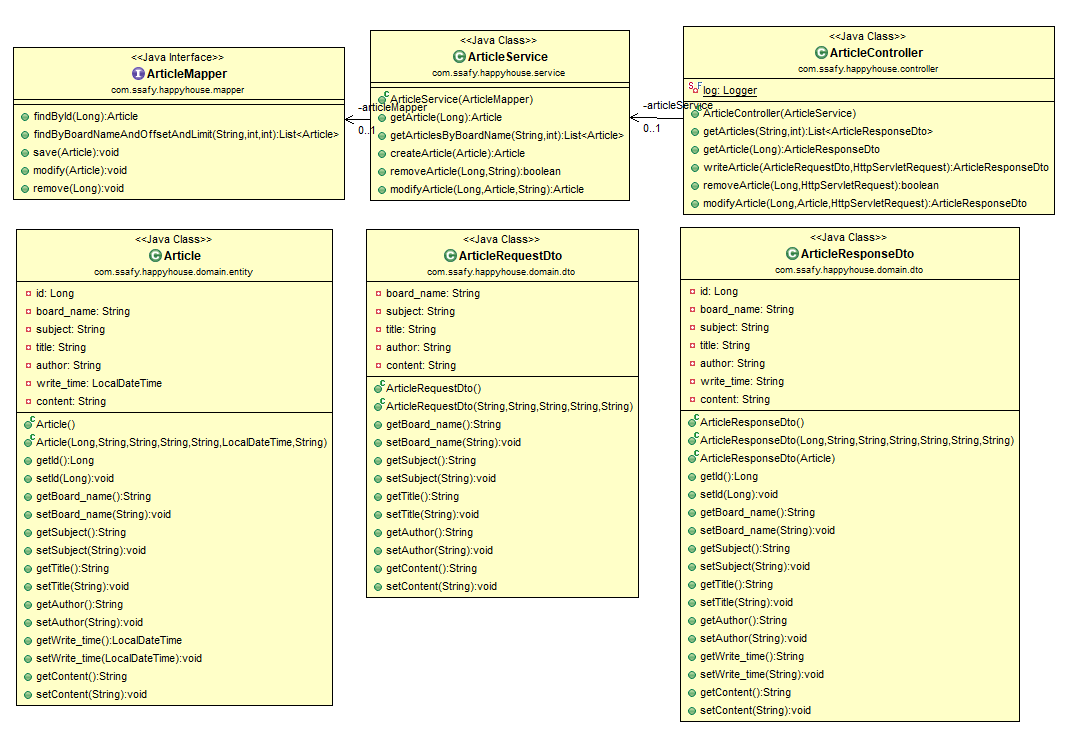 <<Java Interface>>
ArticleMapper
com.ssafy.happyhouse.mapper
findById(Long):Article
findByBoardNameAndOffsetAndLimit(String,int,int):List<Article>
save(Article):void
modify(Article):void
remove(Long):void
-articleMapper
0..1
<<Java Class>>
ArticleService
com.ssafy.happyhouse.service
ArticleService(ArticleMapper)
getArticle(Long):Article
getArticlesByBoardName(String,int):List<Article>
createArticle(Article):Article
removeArticle(Long,String):boolean
modifyArticle(Long,Article,String):Article
-articleService
0..1
<<Java Class>>
ArticleController
com.ssafy.happyhouse.controller
log: Logger
ArticleController(ArticleService)
getArticles(String,int):List<ArticleResponseDto>
getArticle(Long):ArticleResponseDto
writeArticle(ArticleRequestDto,HttpServletRequest):ArticleResponseDto
removeArticle(Long,HttpServletRequest):boolean
modifyArticle(Long,Article,HttpServletRequest):ArticleResponseDto
<<Java Class>>
Article
com.ssafy.happyhouse.domain.entity
id: Long
board_name: String
subject: String
title: String
author: String
write_time: LocalDateTime
content: String
Article()
Article(Long,String,String,String,String,LocalDateTime,String)
getId():Long
setId(Long):void
getBoard_name():String
setBoard_name(String):void
getSubject():String
setSubject(String):void
getTitle():String
setTitle(String):void
getAuthor():String
setAuthor(String):void
getWrite_time():LocalDateTime
setWrite_time(LocalDateTime):void
getContent():String
setContent(String):void
<<Java Class>>
ArticleRequestDto
com.ssafy.happyhouse.domain.dto
board_name: String
subject: String
title: String
author: String
content: String
ArticleRequestDto()
ArticleRequestDto(String,String,String,String,String)
getBoard_name():String
setBoard_name(String):void
getSubject():String
setSubject(String):void
getTitle():String
setTitle(String):void
getAuthor():String
setAuthor(String):void
getContent():String
setContent(String):void
<<Java Class>>
ArticleResponseDto
com.ssafy.happyhouse.domain.dto
id: Long
board_name: String
subject: String
title: String
author: String
write_time: String
content: String
ArticleResponseDto()
ArticleResponseDto(Long,String,String,String,String,String,String)
ArticleResponseDto(Article)
getId():Long
setId(Long):void
getBoard_name():String
setBoard_name(String):void
getSubject():String
setSubject(String):void
getTitle():String
setTitle(String):void
getAuthor():String
setAuthor(String):void
getWrite_time():String
setWrite_time(String):void
getContent():String
setContent(String):void